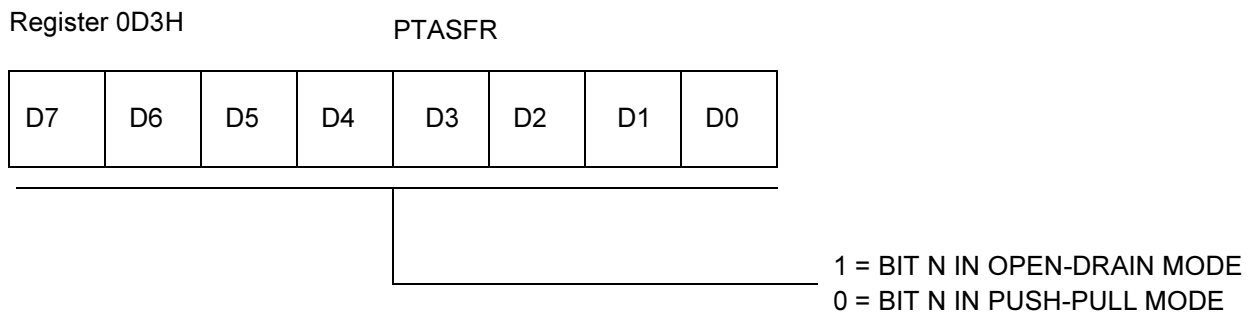 Register 0D3H PTASFR
D7 D6 D5 D4 D3 D2 D1 D0
1 = BIT N IN OPEN-DRAIN MODE
0 = BIT N IN PUSH-PULL MODE